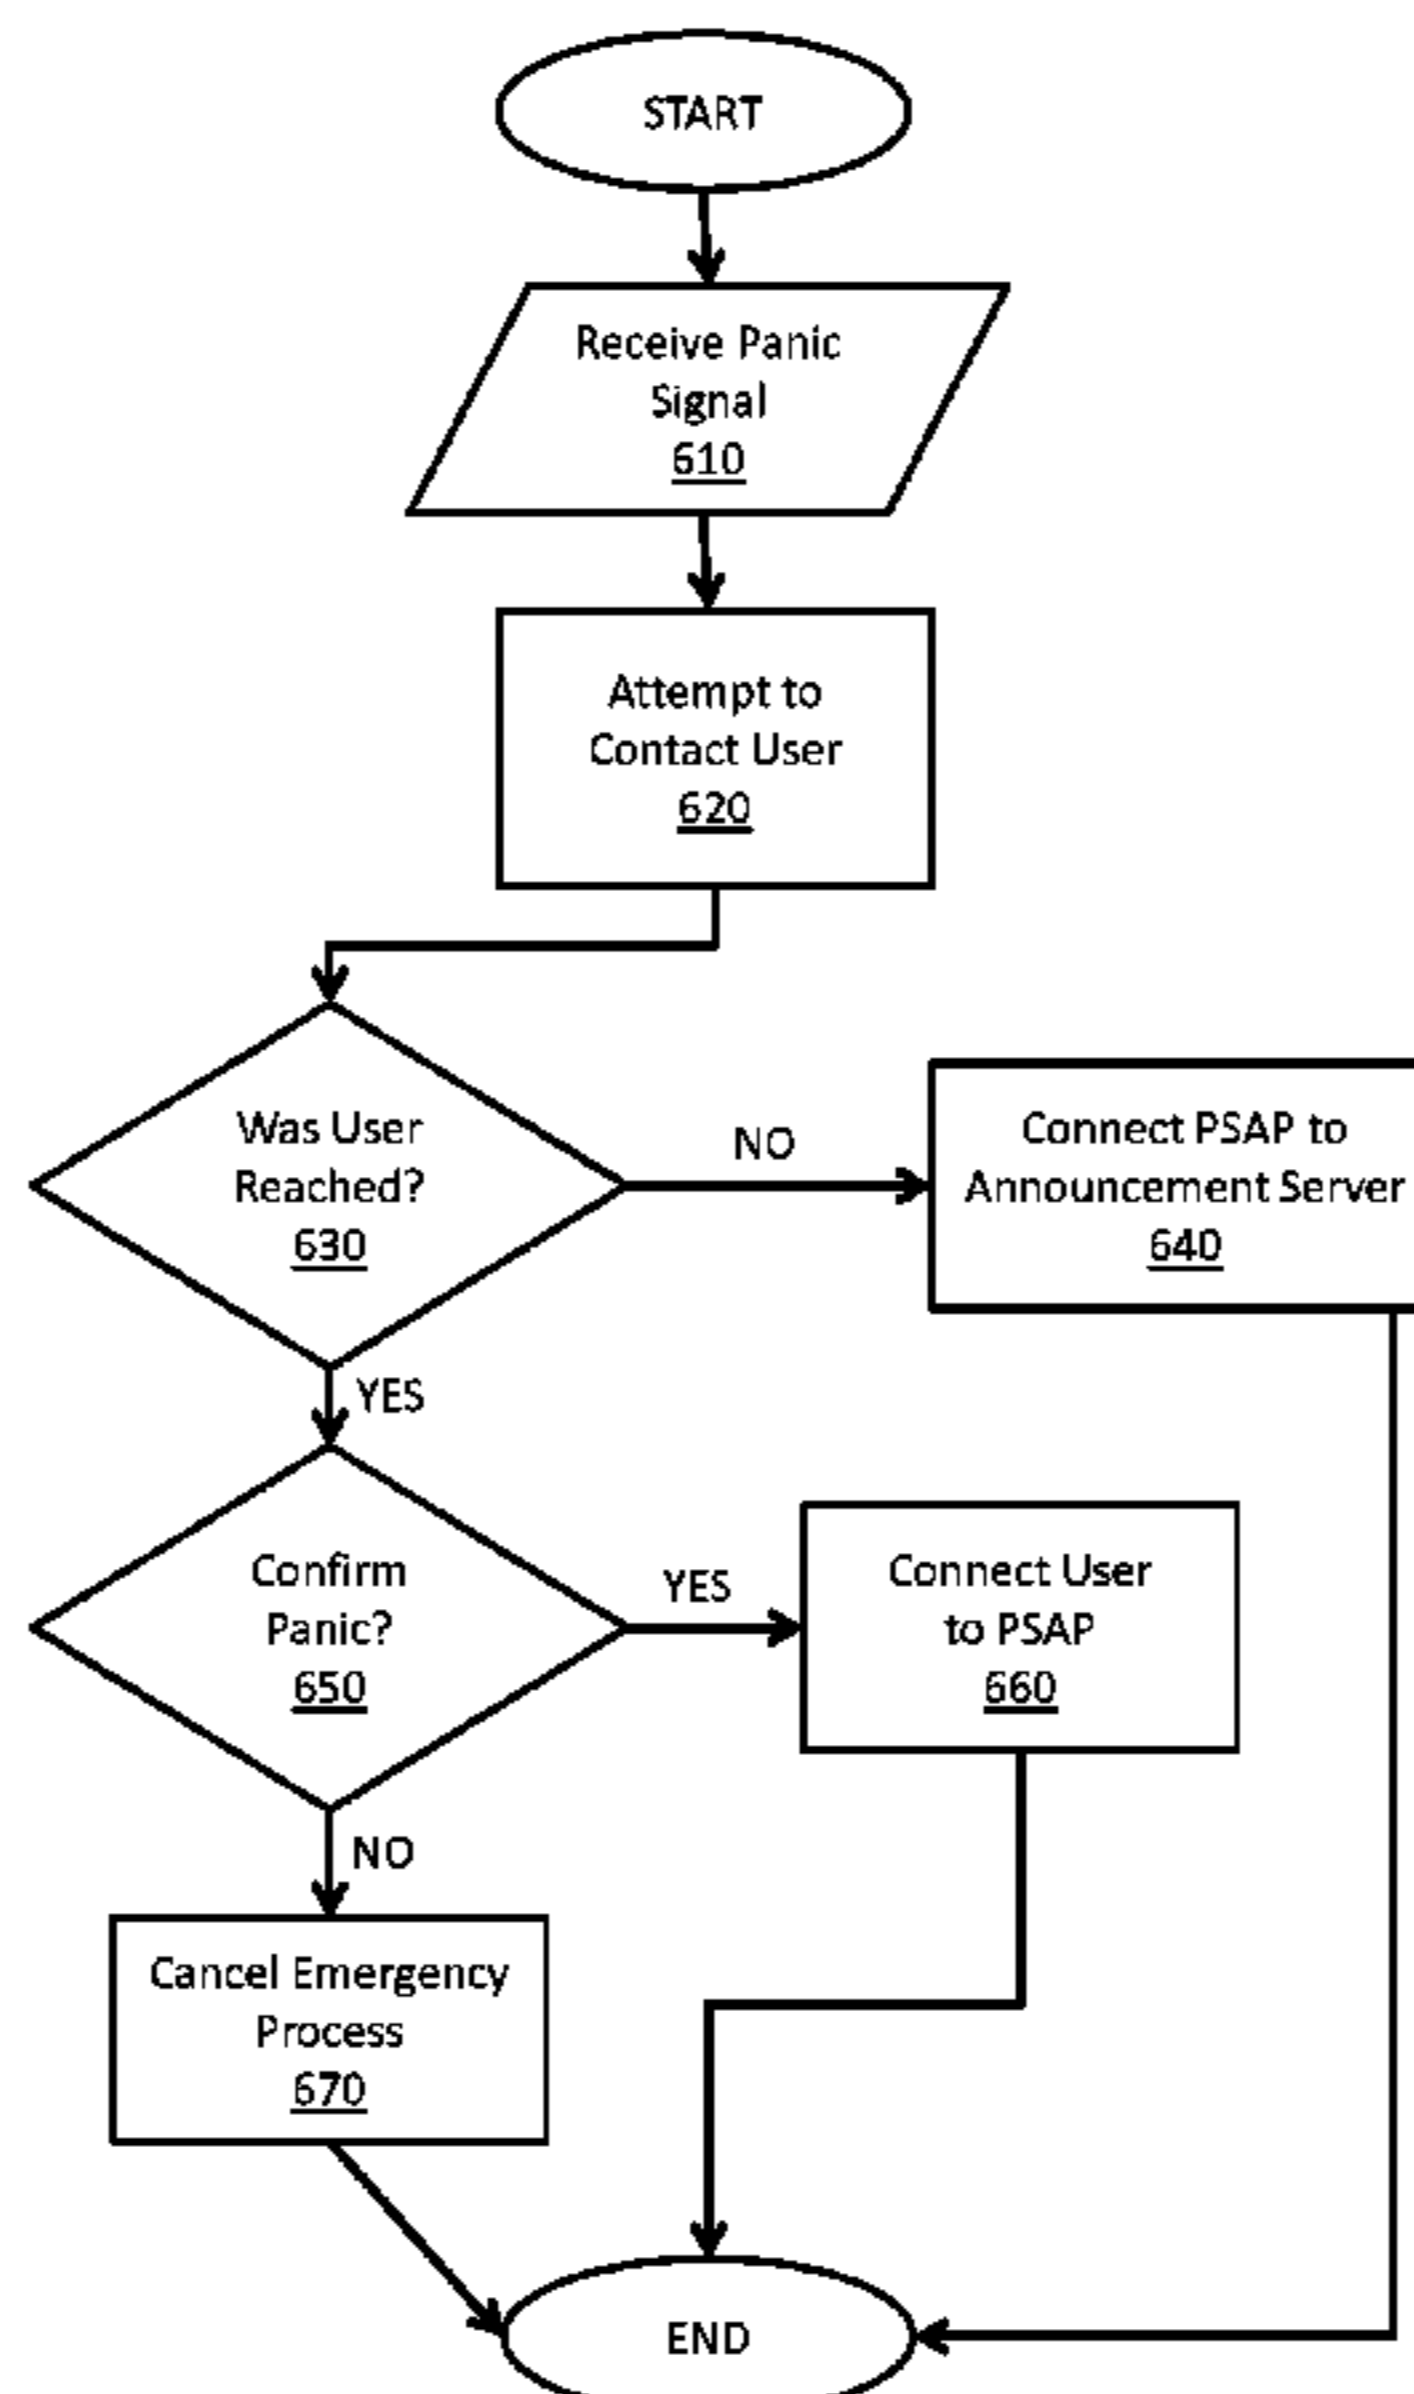 START
Receive Panic
Signal
610
Attempt to
Contact User
620
Was User
Reached?
630
NO
Connect PSAP to
Announcement Server
640
YES
Confirm
Panic?
650
YES
Connect User
to PSAP
660
NO
Cancel Emergency
Process
670
END